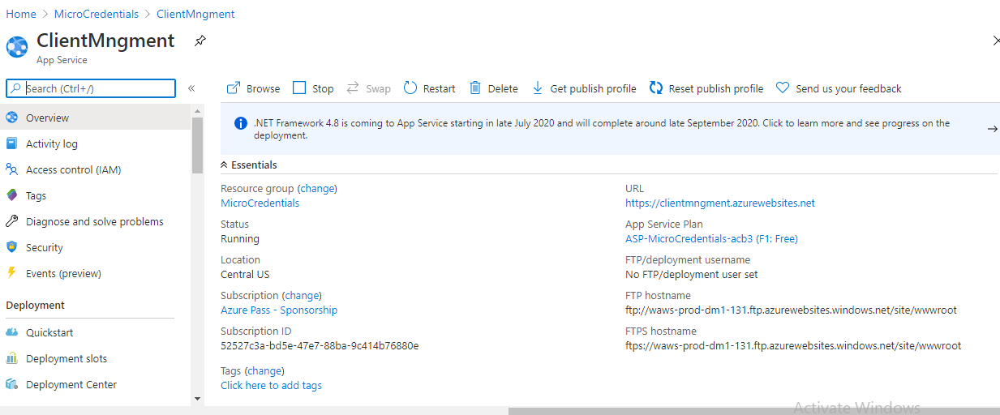 Home > MicroCredentials > ClientMngment
ClientMngment
App Service
Search (Ctrl+/)
«
Overview
Activity log
Access control (IAM)
Tags
Diagnose and solve problems
Security
Events (preview)
Deployment
Quickstart
Deployment slots
Deployment Center
Browse Stop Swap Restart Delete Get publish profile Reset publish profile Send us your feedback
.NET Framework 4.8 is coming to App Service starting in late July 2020 and will complete around late September 2020. Click to learn more and see progress on the
deployment.
Essentials
Resource group (change)
MicroCredentials
Status
Running
Location
Central US
Subscription (change)
Azure Pass - Sponsorship
Subscription ID
52527c3a-bd5e-47e7-88ba-9c414b76880e
Tags (change)
Click here to add tags
URL
https://clientmngment.azurewebsites.net
App Service Plan
ASP-MicroCredentials-acb3 (F1: Free)
FTP/deployment username
No FTP/deployment user set
FTP hostname
ftp://waws-prod-dm1-131.ftp.azurewebsites.windows.net/site/wwwroot
FTPS hostname
ftps://waws-prod-dm1-131.ftp.azurewebsites.windows.net/site/wwwroot
Activate Windows